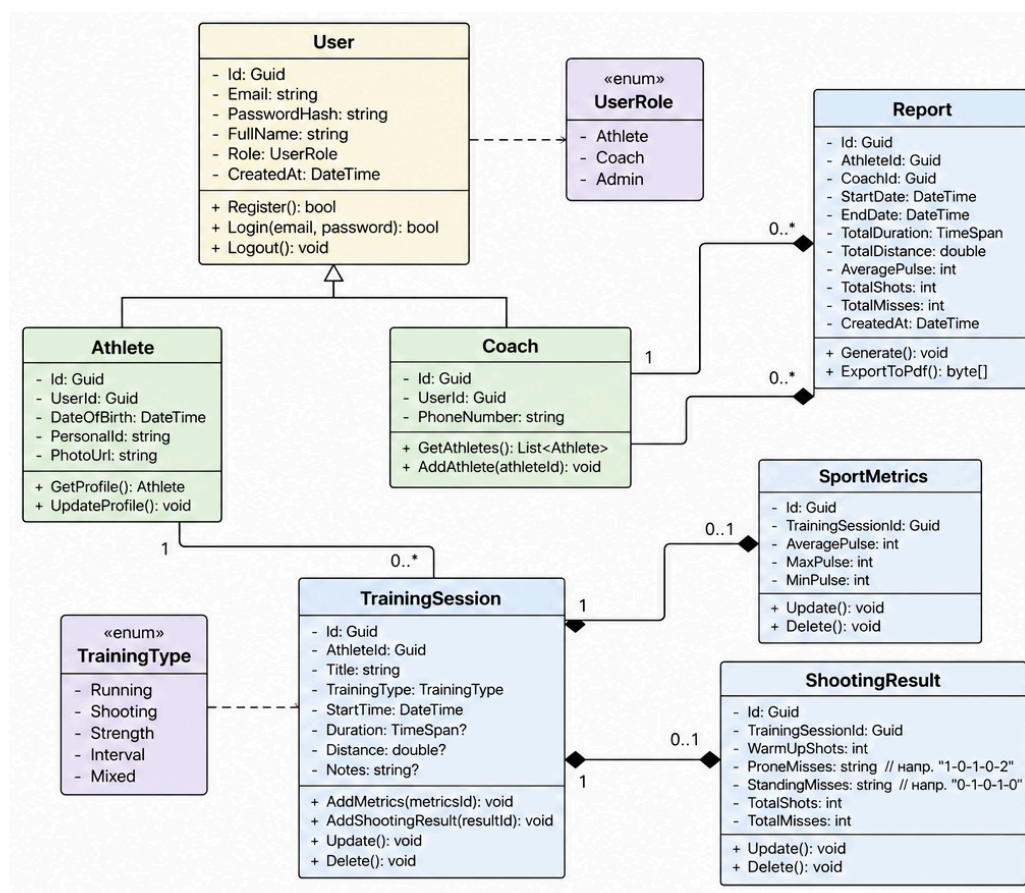 User
- Id: Guid
- Email: string
- PasswordHash: string
- FullName: string
- Role: UserRole
- CreatedAt: DateTime
+ Register(): bool
+ Login(email, password): bool
+ Logout(): void
«enum»
UserRole
- Athlete
- Coach
- Admin
Report
- Id: Guid
- AthleteId: Guid
- CoachId: Guid
- StartDate: DateTime
- EndDate: DateTime
- TotalDuration: TimeSpan
- TotalDistance: double
- AveragePulse: int
- TotalShots: int
- TotalMisses: int
- CreatedAt: DateTime
+ Generate(): void
+ ExportToPdf(): byte[]
0..*
1
0..*
Athlete
- Id: Guid
- UserId: Guid
- DateOfBirth: DateTime
- PersonalId: string
- PhotoUrl: string
+ GetProfile(): Athlete
+ UpdateProfile(): void
Coach
- Id: Guid
- UserId: Guid
- PhoneNumber: string
+ GetAthletes(): List<Athlete>
+ AddAthlete(athleteId): void
1
0..*
SportMetrics
- Id: Guid
- TrainingSessionId: Guid
- AveragePulse: int
- MaxPulse: int
- MinPulse: int
+ Update(): void
+ Delete(): void
0..1
1
«enum»
TrainingType
- Running
- Shooting
- Strength
- Interval
- Mixed
TrainingSession
- Id: Guid
- AthleteId: Guid
- Title: string
- TrainingType: TrainingType
- StartTime: DateTime
- Duration: TimeSpan?
- Distance: double?
- Notes: string?
+ AddMetrics(metricsId): void
+ AddShootingResult(resultId): void
+ Update(): void
+ Delete(): void
0..1
1
ShootingResult
- Id: Guid
- TrainingSessionId: Guid
- WarmUpShots: int
- ProneMisses: string // напр. "1-0-1-0-2"
- StandingMisses: string // напр. "0-1-0-1-0"
- TotalShots: int
- TotalMisses: int
+ Update(): void
+ Delete(): void